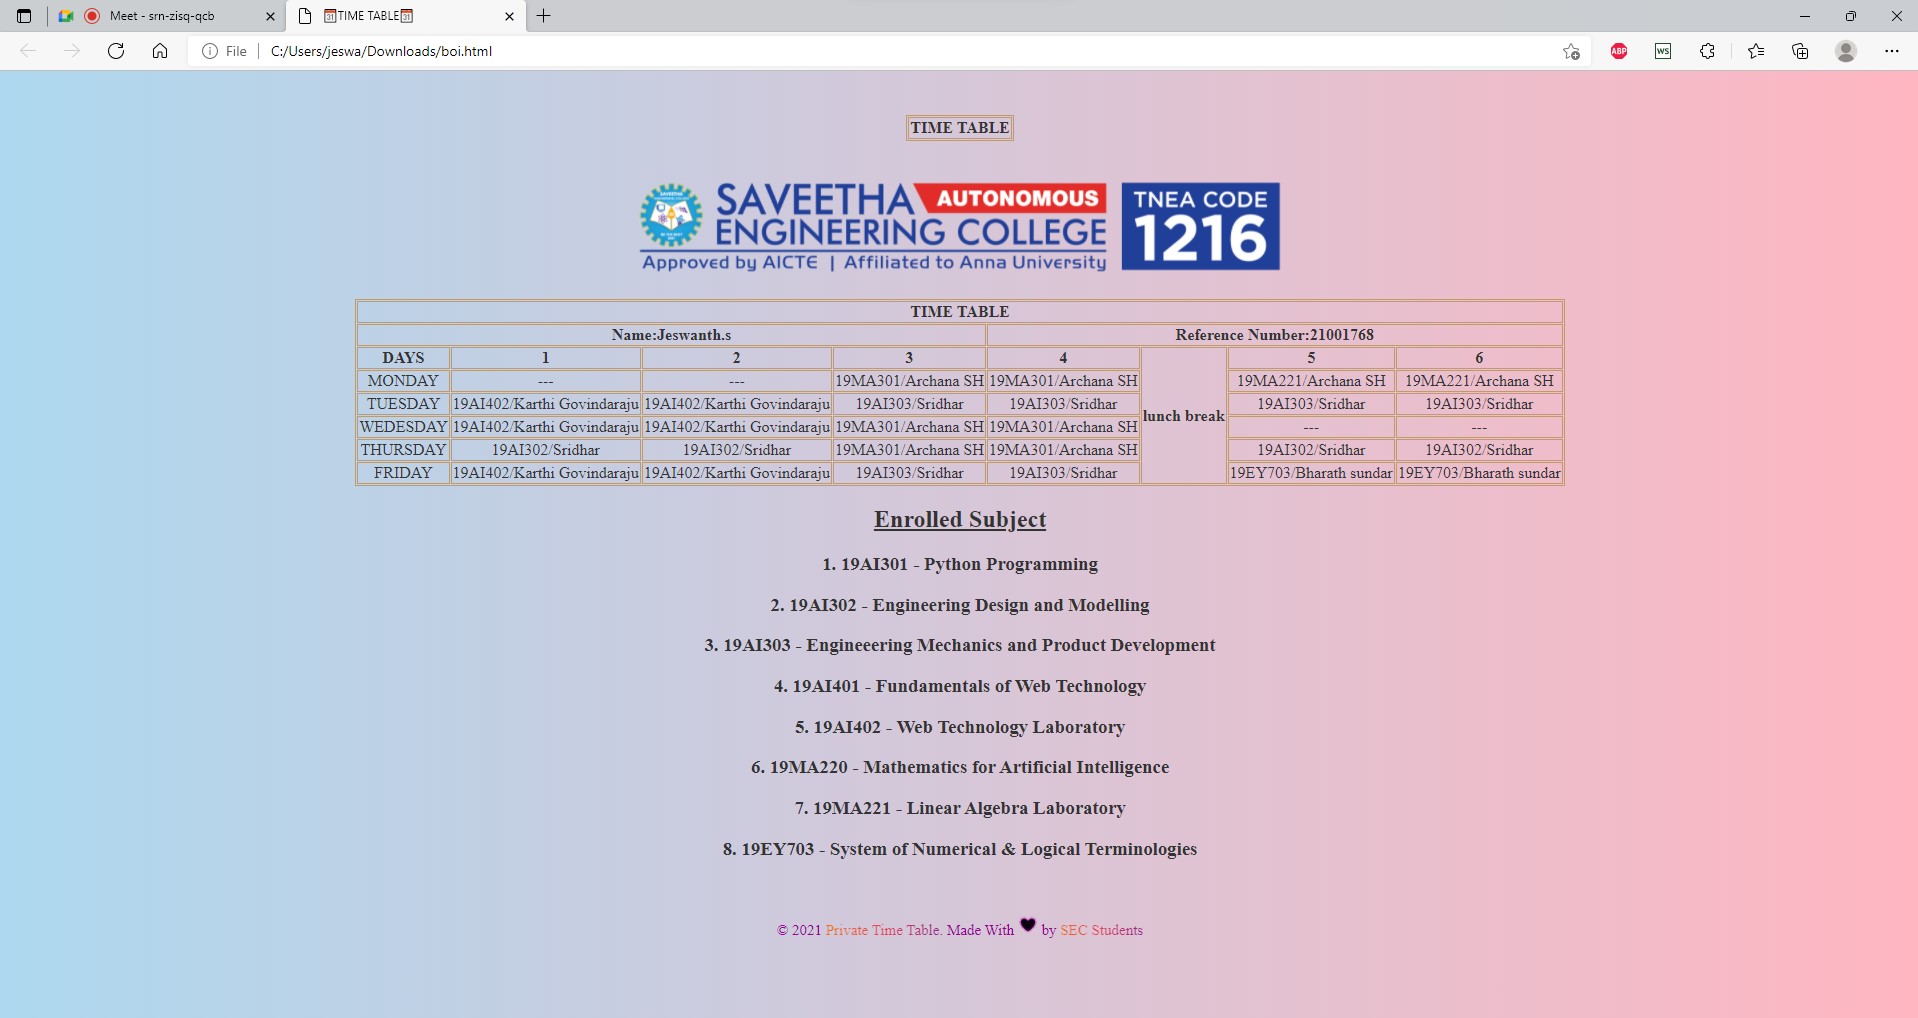 Meet - srn-zisq-qcb
TIME TABLE
File
C:/Users/jeswa/Downloads/boi.html
ABP
WS
TIME TABLE
SAVEETHA AUTONOMOUS
ENGINEERING COLLEGE
Approved by AICTE | Affiliated to Anna University
TNEA CODE
1216
TIME TABLE
Name:Jeswanth.s Reference Number:21001768
DAYS 1 2 3 4 lunch break 5 6
MONDAY --- --- 19MA301/Archana SH 19MA301/Archana SH 19MA221/Archana SH 19MA221/Archana SH
TUESDAY 19AI402/Karthi Govindaraju 19AI402/Karthi Govindaraju 19AI303/Sridhar 19AI303/Sridhar 19AI303/Sridhar 19AI303/Sridhar
WEDESDAY 19AI402/Karthi Govindaraju 19AI402/Karthi Govindaraju 19MA301/Archana SH 19MA301/Archana SH --- ---
THURSDAY 19AI302/Sridhar 19AI302/Sridhar 19MA301/Archana SH 19MA301/Archana SH 19AI302/Sridhar 19AI302/Sridhar
FRIDAY 19AI402/Karthi Govindaraju 19AI402/Karthi Govindaraju 19AI303/Sridhar 19AI303/Sridhar 19EY703/Bharath sundar 19EY703/Bharath sundar
Enrolled Subject
1. 19AI301 - Python Programming
2. 19AI302 - Engineering Design and Modelling
3. 19AI303 - Engineeering Mechanics and Product Development
4. 19AI401 - Fundamentals of Web Technology
5. 19AI402 - Web Technology Laboratory
6. 19MA220 - Mathematics for Artificial Intelligence
7. 19MA221 - Linear Algebra Laboratory
8. 19EY703 - System of Numerical & Logical Terminologies
© 2021 Private Time Table. Made With 🖤 by SEC Students